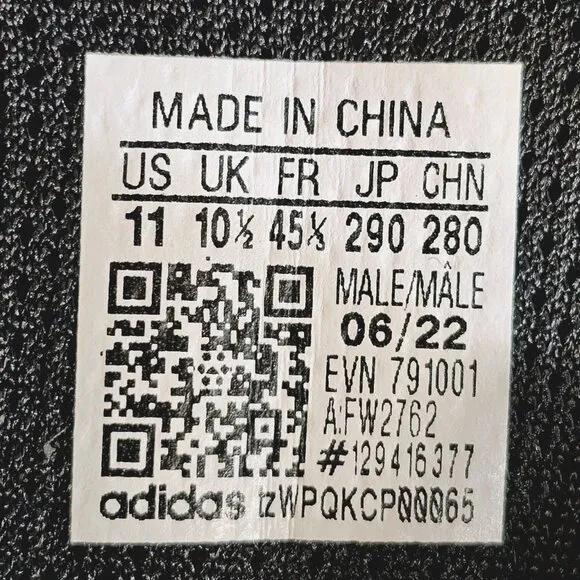 MADE IN CHINA
US UK FR JP CHN
11 10½ 45⅓ 290 280
MALE/MÂLE
06/22
EVN 791001
A:FW2762
#129416377
adidas tzWPQKCP00065